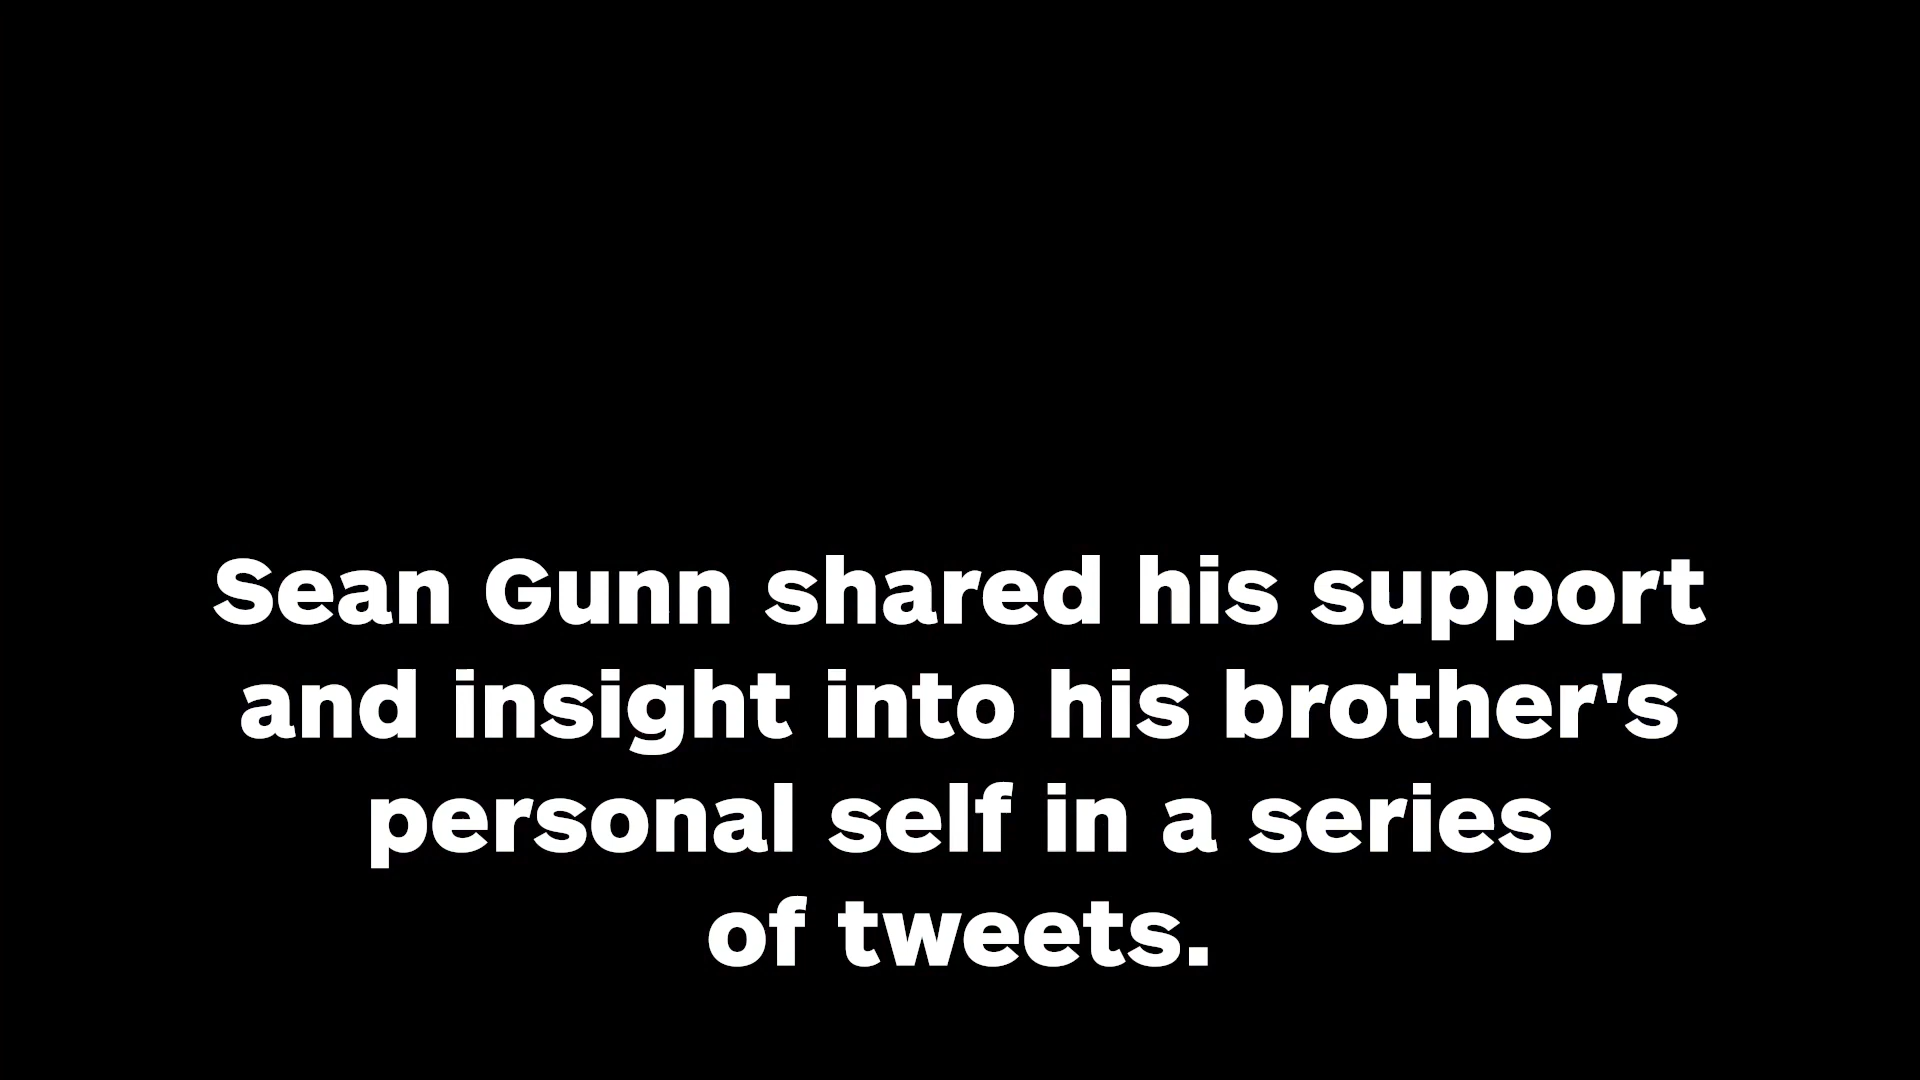 Sean Gunn shared his support
and insight into his brother's
personal self in a series
of tweets.